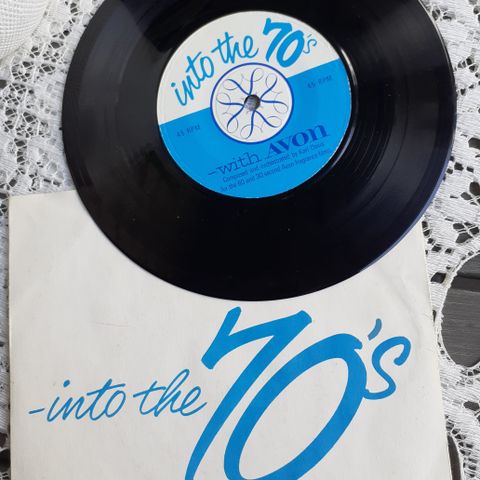 into the 70's
45 RPM 45 RPM
-with Avon
Composed and orchestrated by Karl Davis
for the 60 and 30 second Avon fragrance films
-into the 70's